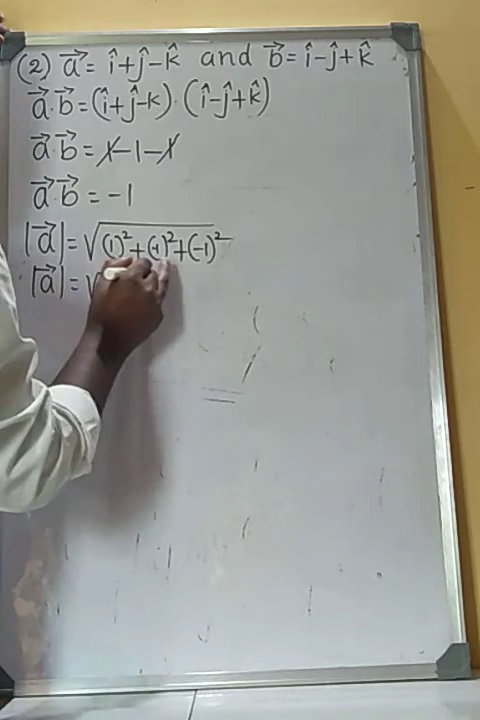 (2) a⃗ = î+ĵ−k̂ and b⃗ = î−ĵ+k̂
a⃗·b⃗ = (î+ĵ−k)·(î−ĵ+k̂)
a⃗·b⃗ = 1−1−1
a⃗·b⃗ = −1
|a⃗| = √(1)²+(1)²+(−1)²
|a⃗| = √